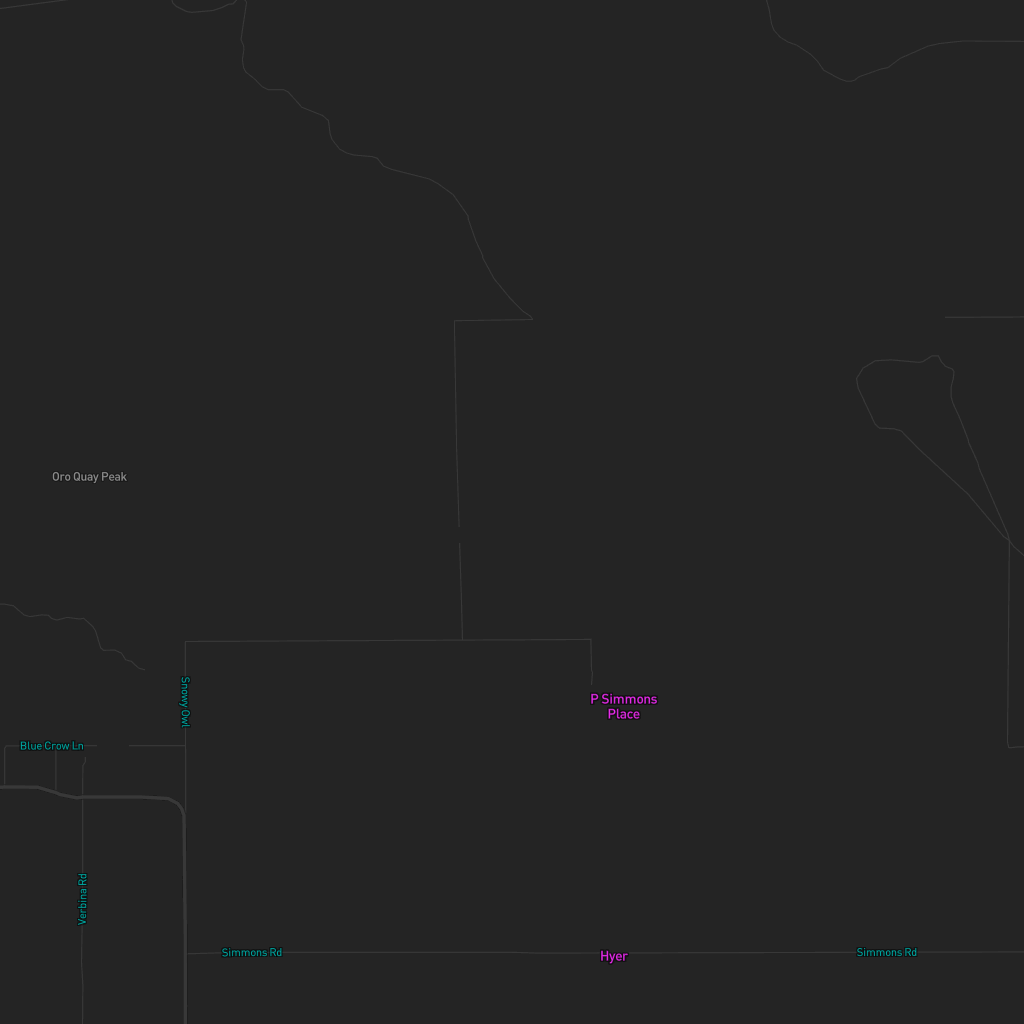 Oro Quay Peak
Snowy Owl
P Simmons
Place
Blue Crow Ln
Verbina Rd
Simmons Rd
Hyer
Simmons Rd